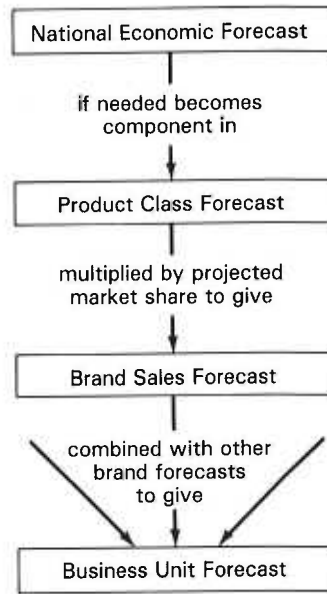 National Economic Forecast
if needed becomes
component in
Product Class Forecast
multiplied by projected
market share to give
Brand Sales Forecast
combined with other
brand forecasts
to give
Business Unit Forecast